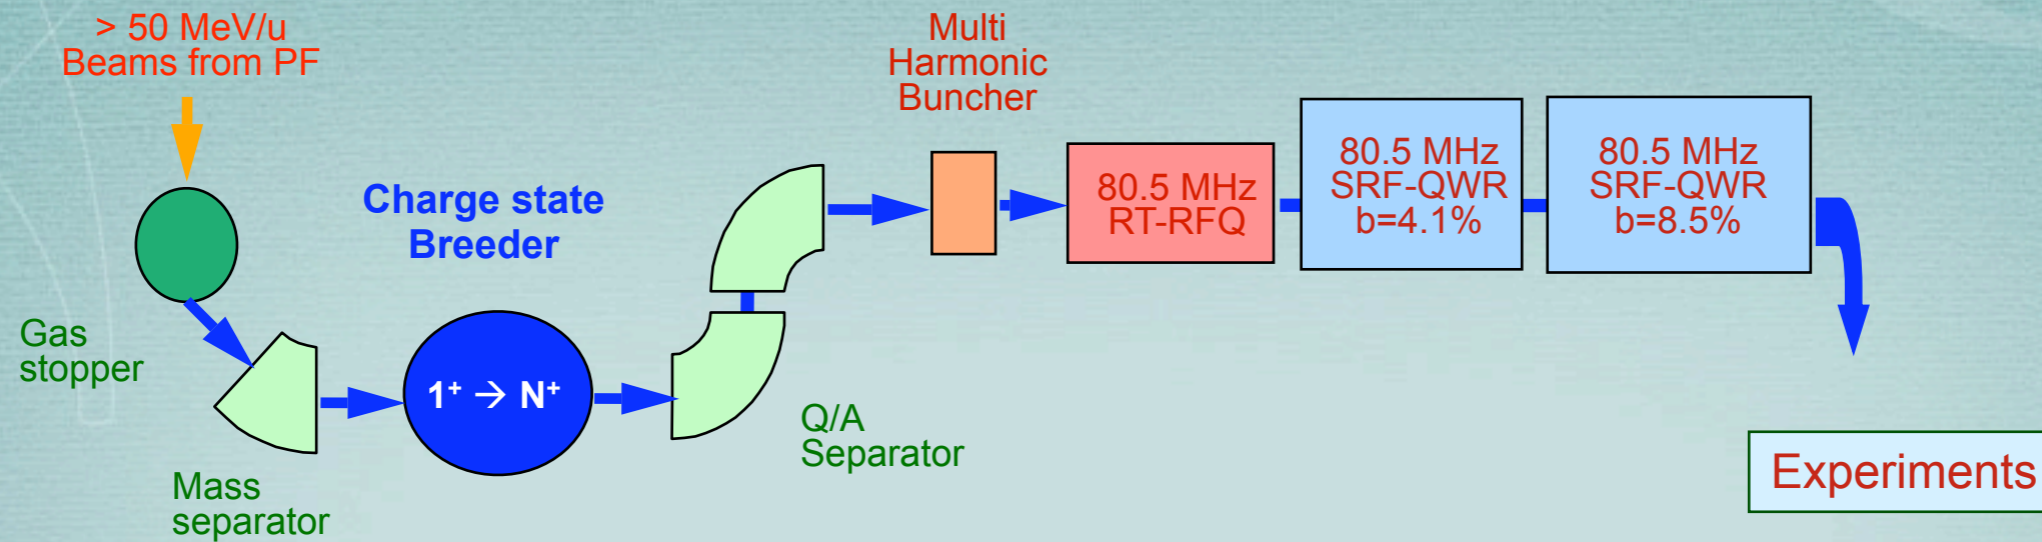 > 50 MeV/u
Beams from PF
Gas
stopper
Mass
separator
Charge state
Breeder
1⁺ → N⁺
Q/A
Separator
Multi
Harmonic
Buncher
80.5 MHz
RT-RFQ
80.5 MHz
SRF-QWR
b=4.1%
80.5 MHz
SRF-QWR
b=8.5%
Experiments